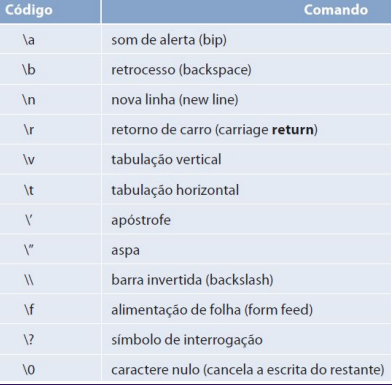 Código Comando
\a som de alerta (bip)
\b retrocesso (backspace)
\n nova linha (new line)
\r retorno de carro (carriage return)
\v tabulação vertical
\t tabulação horizontal
\’ apóstrofe
\” aspa
\\ barra invertida (backslash)
\f alimentação de folha (form feed)
\? símbolo de interrogação
\0 caractere nulo (cancela a escrita do restante)